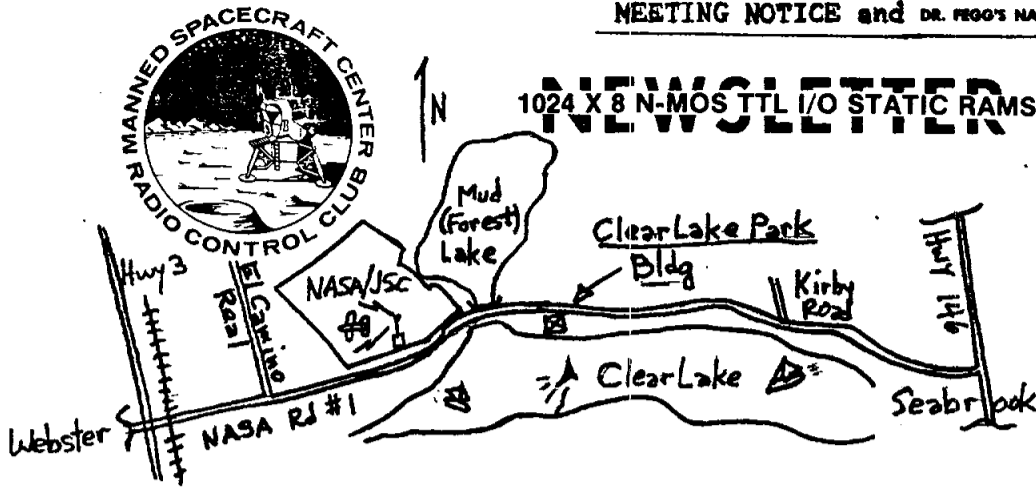 MEETING NOTICE and DR. PEGG'S NA
MANNED SPACECRAFT CENTER
RADIO CONTROL CLUB
N
NEWSLETTER
1024 X 8 N-MOS TTL I/O STATIC RAMS
Mud
(Forest)
Lake
Clear Lake Park
Bldg
Hwy 3
El Camino
Real
NASA/JSC
Kirby
Road
Hwy 146
Clear Lake
Seabrook
Webster
NASA Rd #1